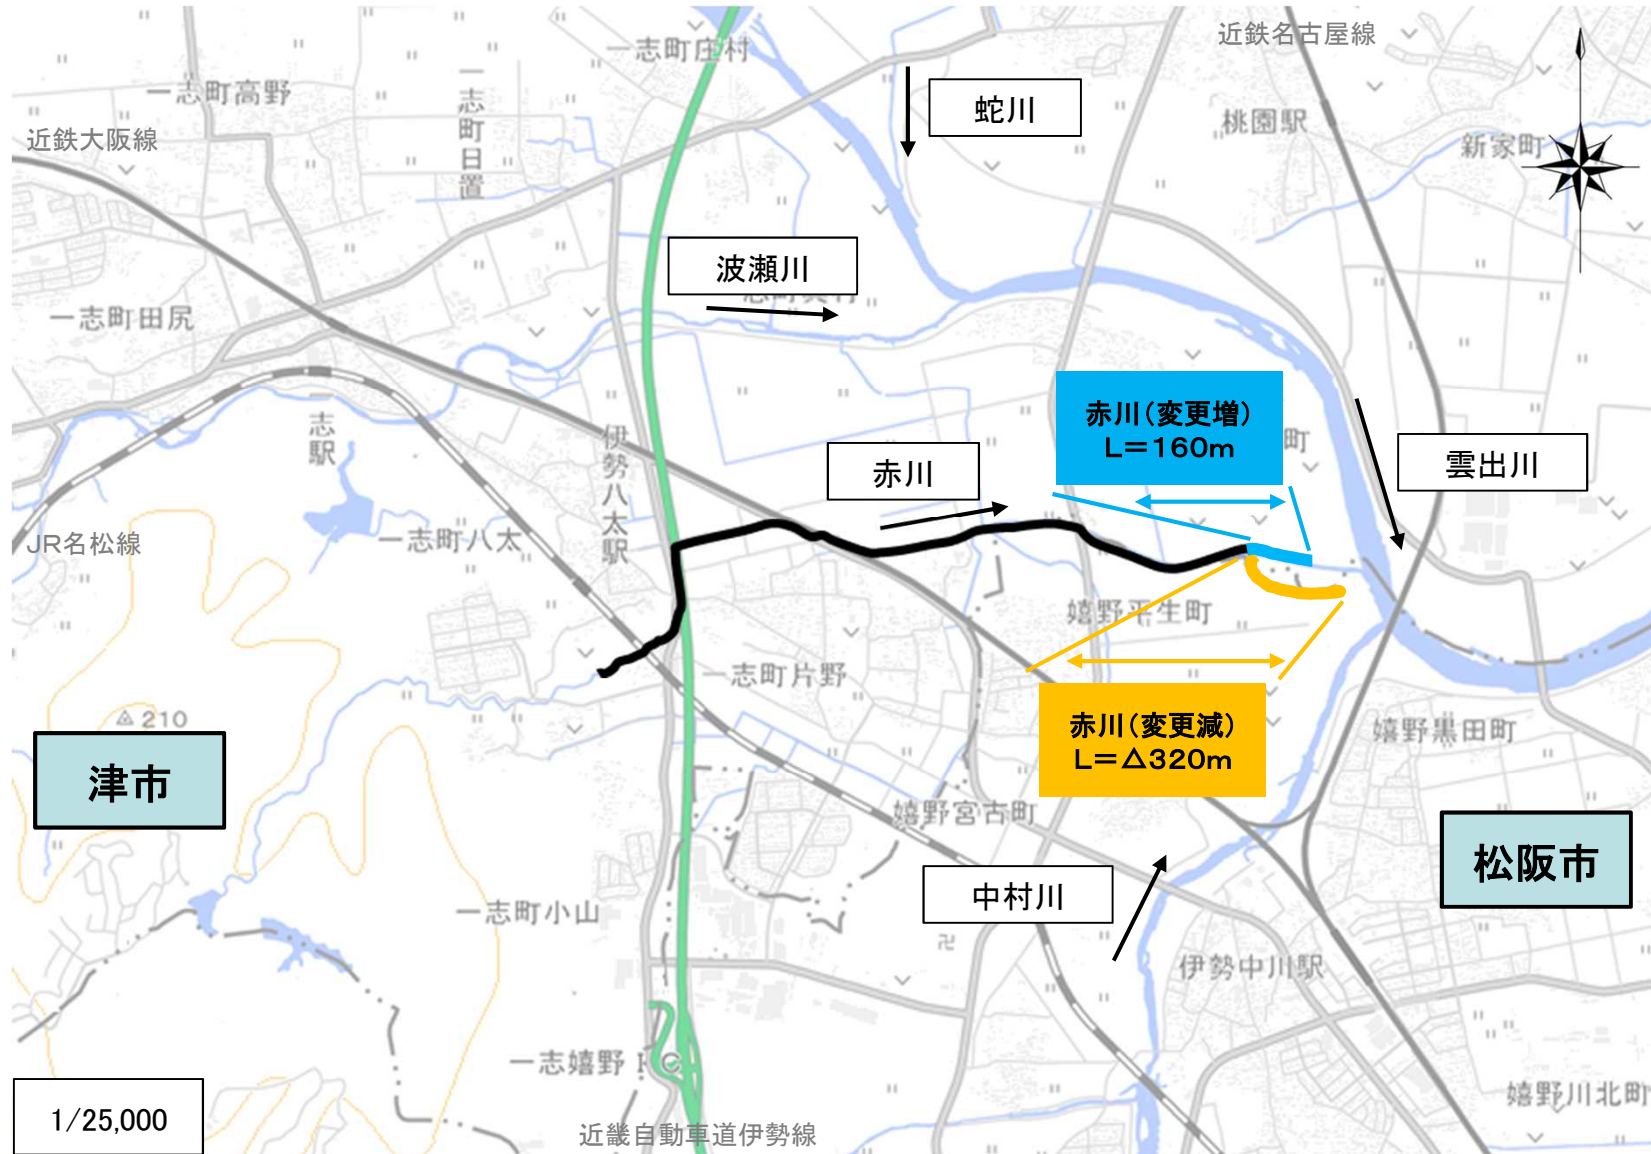 近鉄名古屋線
一志町庄村
一志町高野
一志町日置
蛇川
桃園駅
新家町
近鉄大阪線
波瀬川
一志町田尻
赤川（変更増）
L＝160m
町
一志駅
伊勢八太駅
赤川
雲出川
JR名松線
一志町八太
嬉野平生町
一志町片野
210
赤川（変更減）
L＝△320m
嬉野黒田町
津市
嬉野宮古町
松阪市
中村川
一志町小山
伊勢中川駅
一志嬉野 IC
嬉野川北町
1/25,000
近畿自動車道伊勢線